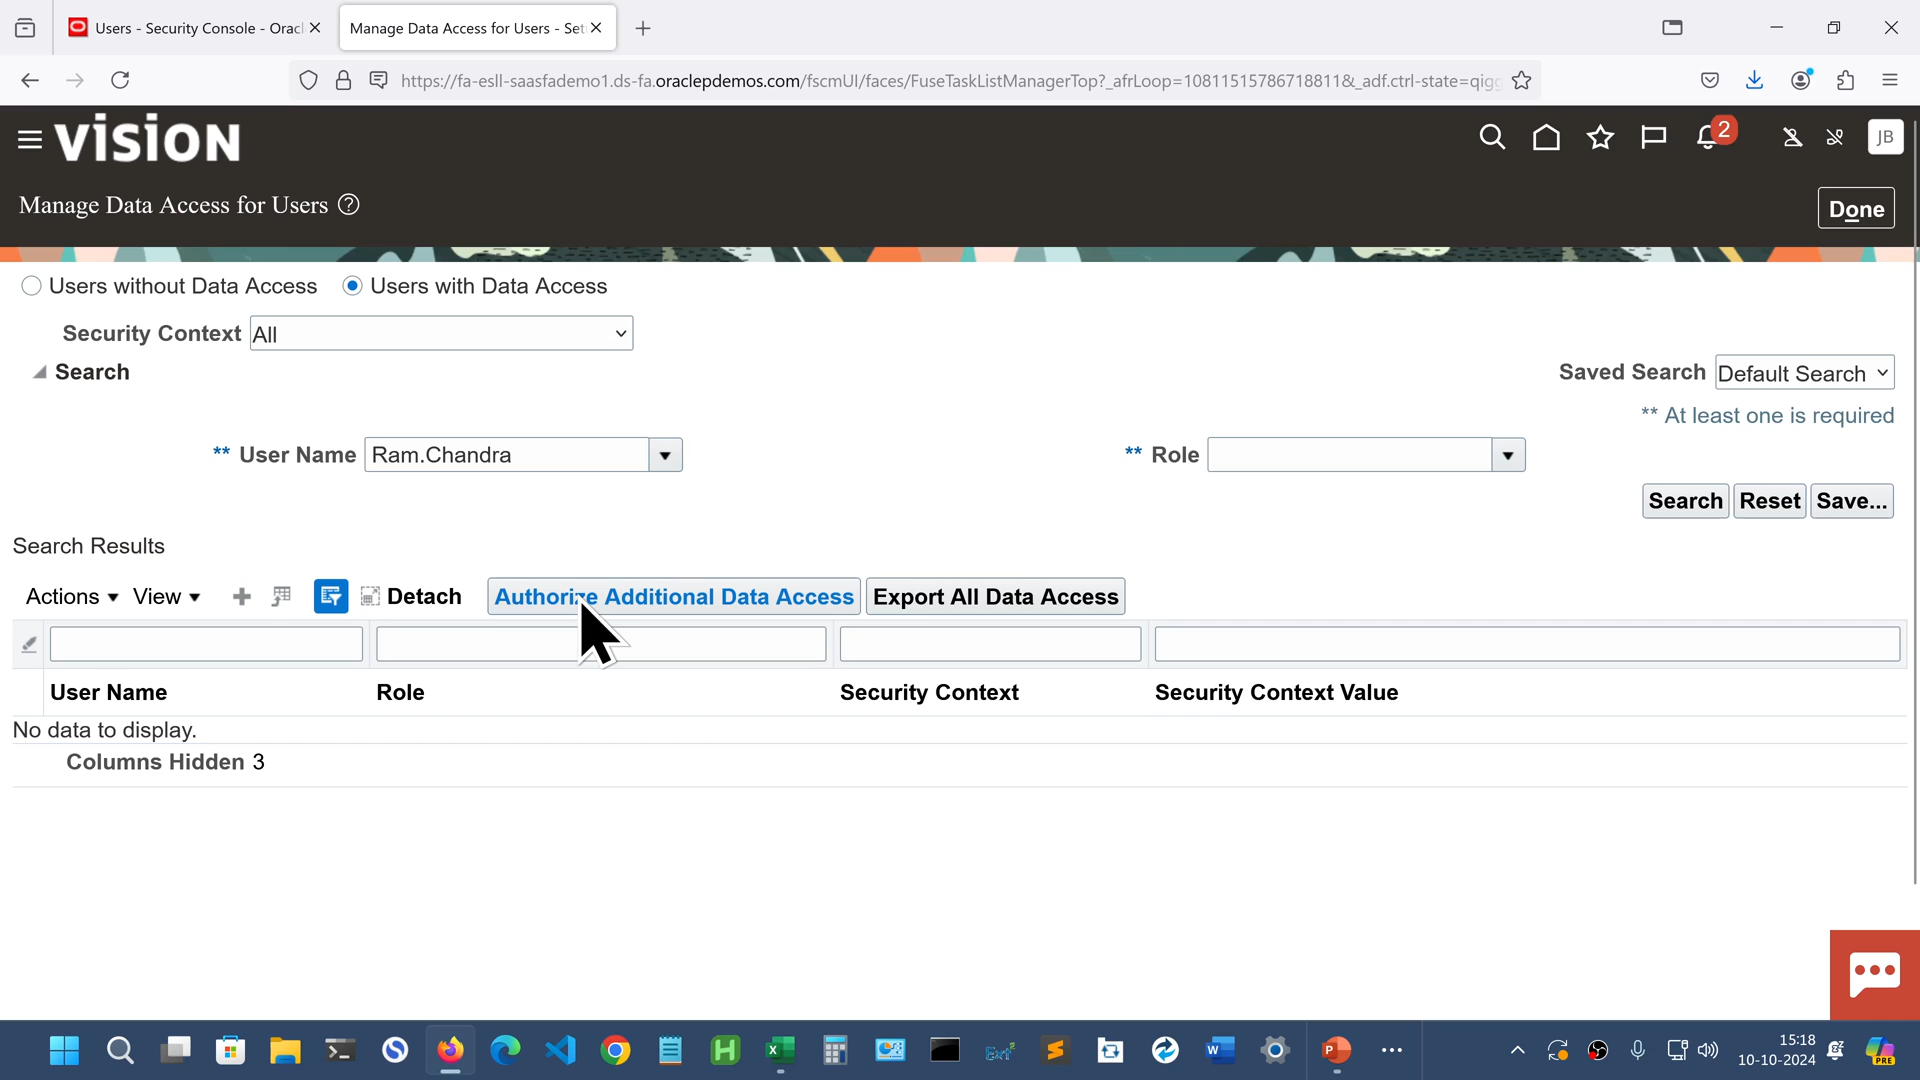 Users - Security Console - Oracl
Manage Data Access for Users - Set
https://fa-esll-saasfademo1.ds-fa.oraclepdemos.com/fscmUI/faces/FuseTaskListManagerTop?_afrLoop=10811515786718811&_adf.ctrl-state=qigg
vision
2
JB
Manage Data Access for Users
Done
Users without Data Access
Users with Data Access
Security Context
All
Search
Saved Search
Default Search
** At least one is required
** User Name
Ram.Chandra
** Role
Search
Reset
Save...
Search Results
Actions
View
Detach
Authorize Additional Data Access
Export All Data Access
User Name
Role
Security Context
Security Context Value
No data to display.
Columns Hidden 3
15:18
10-10-2024
PRE